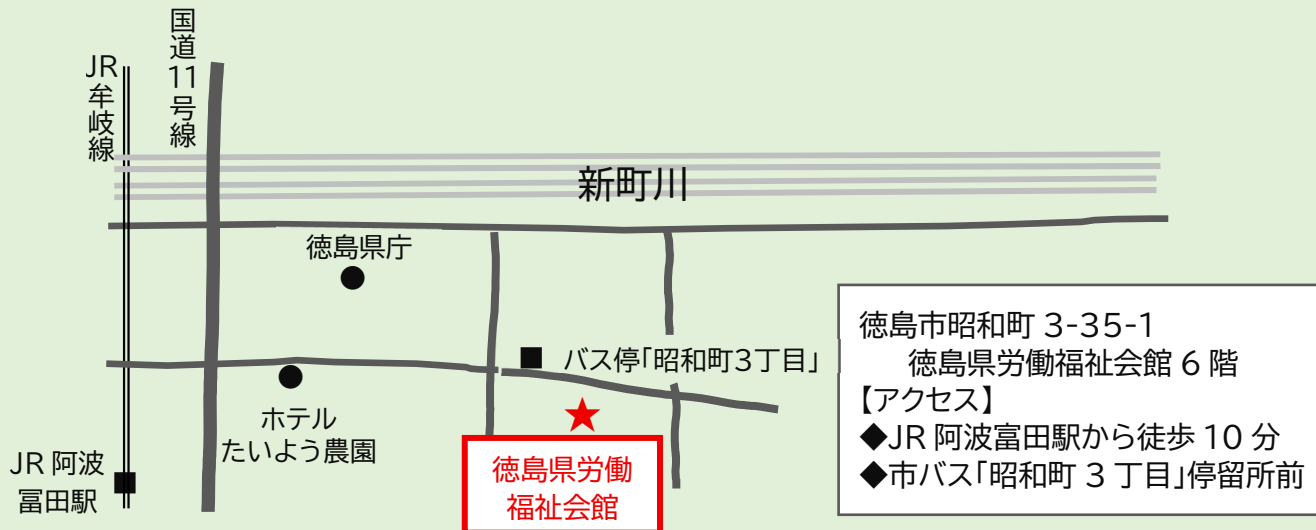 国道11号線
JR牟岐線
新町川
徳島県庁
バス停「昭和町3丁目」
ホテル
たいよう農園
JR 阿波
富田駅
徳島県労働
福祉会館
徳島市昭和町 3-35-1
徳島県労働福祉会館 6 階
【アクセス】
◆JR 阿波富田駅から徒歩 10 分
◆市バス「昭和町 3 丁目」停留所前